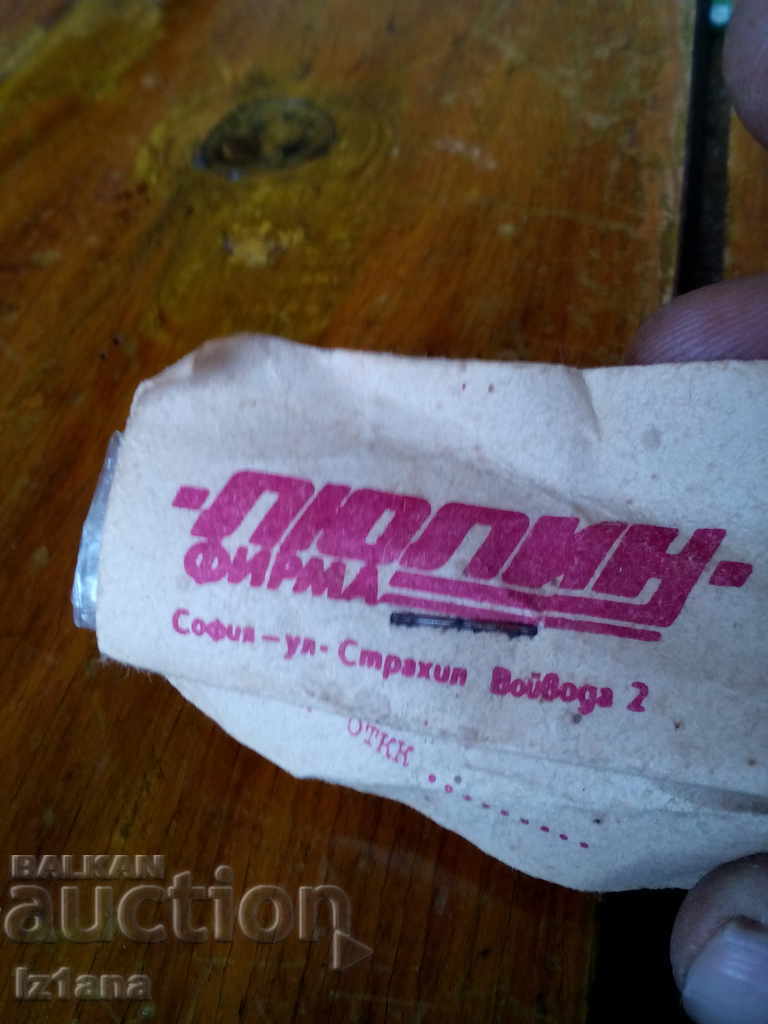 -ЛЮЛИН-
ФИРМА
София – ул. Страхил Войвода 2
ОТКК .........
BALKAN
auction
Iz1ana